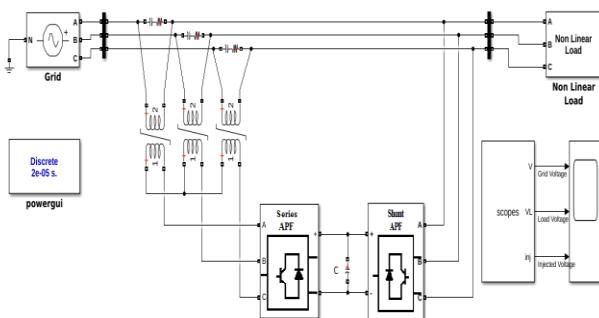 A
N
B
C
Grid
A
B
C
Non Linear
Load
Non Linear
Load
2
2
2
1
1
1
Discrete
2e-05 s.
powergui
Series
APF
A
B
C
+
-
C
Shunt
APF
+
-
A
B
C
scopes
V
Grid Voltage
VL
Load Voltage
inj
Injected Voltage